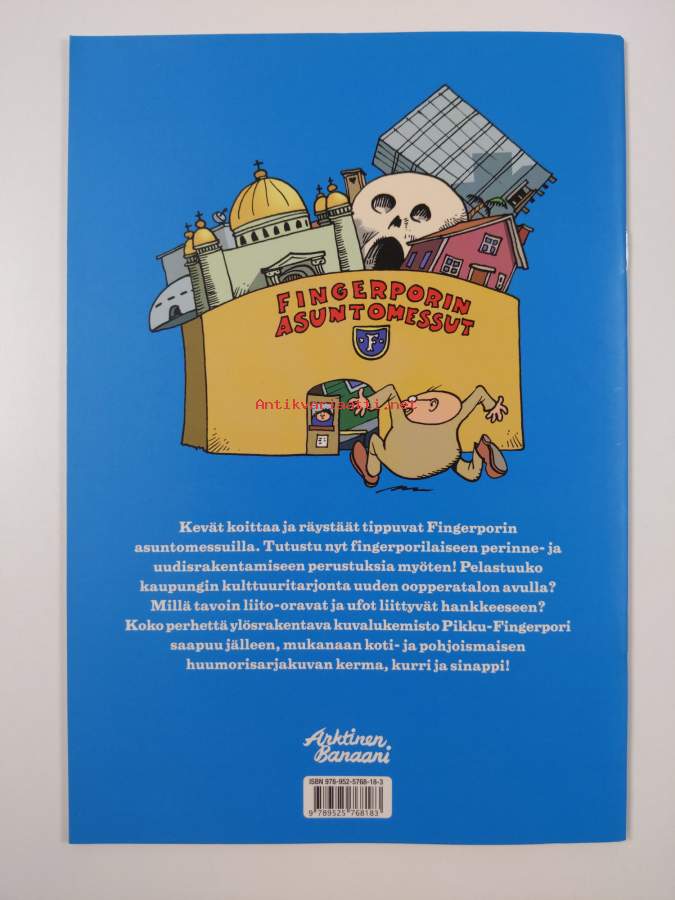 FINGERPORIN
ASUNTOMESSUT
F
Antikvariaatti.net
Kevät koittaa ja räystäät tippuvat Fingerporin
asuntomessuilla. Tutustu nyt fingerporilaiseen perinne- ja
uudisrakentamiseen perustuksia myöten! Pelastuuko
kaupungin kulttuuritarjonta uuden oopperatalon avulla?
Millä tavoin liito-oravat ja ufot liittyvät hankkeeseen?
Koko perhettä ylösrakentava kuvalukemisto Pikku-Fingerpori
saapuu jälleen, mukanaan koti- ja pohjoismaisen
huumorisarjakuvan kerma, kurri ja sinappi!
Arktinen
Banaani
ISBN 978-952-5768-18-3
9 789525 768183